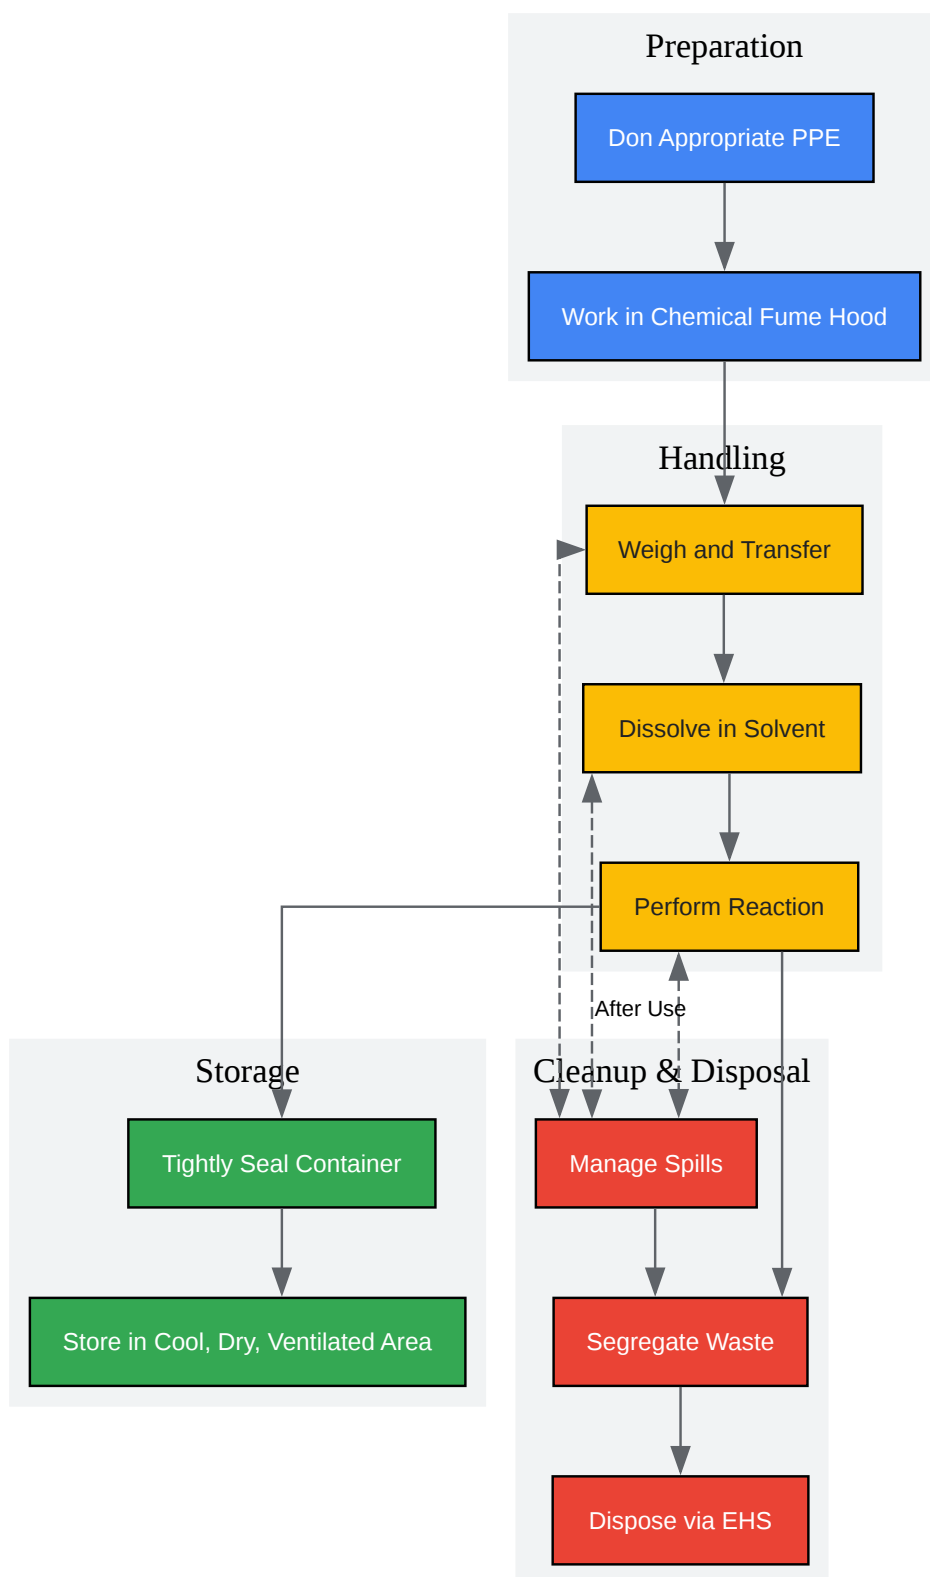 Preparation
Don Appropriate PPE
Work in Chemical Fume Hood
Handling
Weigh and Transfer
Dissolve in Solvent
Perform Reaction
After Use
Storage
Tightly Seal Container
Store in Cool, Dry, Ventilated Area
Cleanup & Disposal
Manage Spills
Segregate Waste
Dispose via EHS